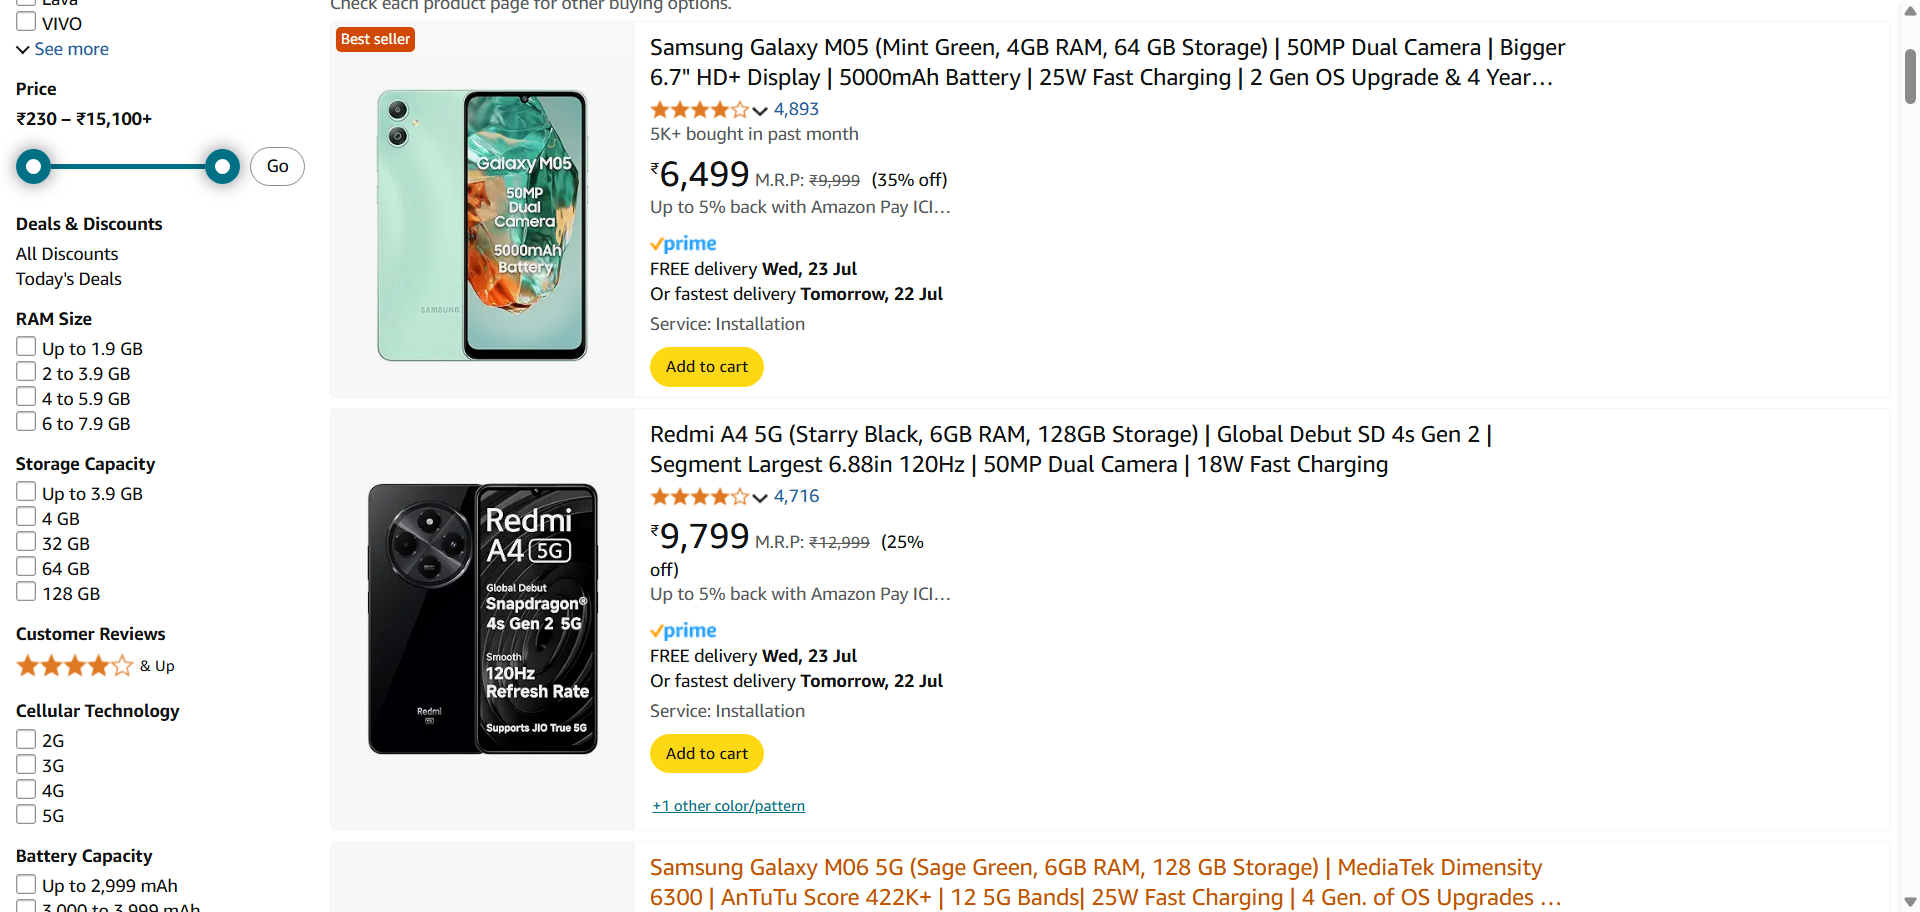 Lava
VIVO
See more
Price
₹230 – ₹15,100+
Go
Deals & Discounts
All Discounts
Today's Deals
RAM Size
Up to 1.9 GB
2 to 3.9 GB
4 to 5.9 GB
6 to 7.9 GB
Storage Capacity
Up to 3.9 GB
4 GB
32 GB
64 GB
128 GB
Customer Reviews
& Up
Cellular Technology
2G
3G
4G
5G
Battery Capacity
Up to 2,999 mAh
3,000 to 3,999 mAh
Check each product page for other buying options.
Best seller
Galaxy M05
50MP
Dual
Camera
5000mAh
Battery
SAMSUNG
Samsung Galaxy M05 (Mint Green, 4GB RAM, 64 GB Storage) | 50MP Dual Camera | Bigger
6.7" HD+ Display | 5000mAh Battery | 25W Fast Charging | 2 Gen OS Upgrade & 4 Year…
4,893
5K+ bought in past month
₹6,499 M.R.P: ₹9,999 (35% off)
Up to 5% back with Amazon Pay ICI…
prime
FREE delivery Wed, 23 Jul
Or fastest delivery Tomorrow, 22 Jul
Service: Installation
Add to cart
Redmi
A4 5G
Global Debut
Snapdragon®
4s Gen 2 5G
Smooth
120Hz
Refresh Rate
Supports JIO True 5G
Redmi
5G
Redmi A4 5G (Starry Black, 6GB RAM, 128GB Storage) | Global Debut SD 4s Gen 2 |
Segment Largest 6.88in 120Hz | 50MP Dual Camera | 18W Fast Charging
4,716
₹9,799 M.R.P: ₹12,999 (25%
off)
Up to 5% back with Amazon Pay ICI…
prime
FREE delivery Wed, 23 Jul
Or fastest delivery Tomorrow, 22 Jul
Service: Installation
Add to cart
+1 other color/pattern
Samsung Galaxy M06 5G (Sage Green, 6GB RAM, 128 GB Storage) | MediaTek Dimensity
6300 | AnTuTu Score 422K+ | 12 5G Bands| 25W Fast Charging | 4 Gen. of OS Upgrades …